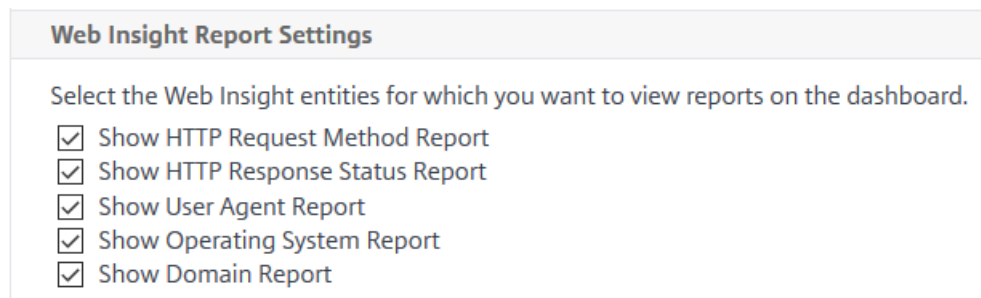 Web Insight Report Settings
Select the Web Insight entities for which you want to view reports on the dashboard.
Show HTTP Request Method Report
Show HTTP Response Status Report
Show User Agent Report
Show Operating System Report
Show Domain Report